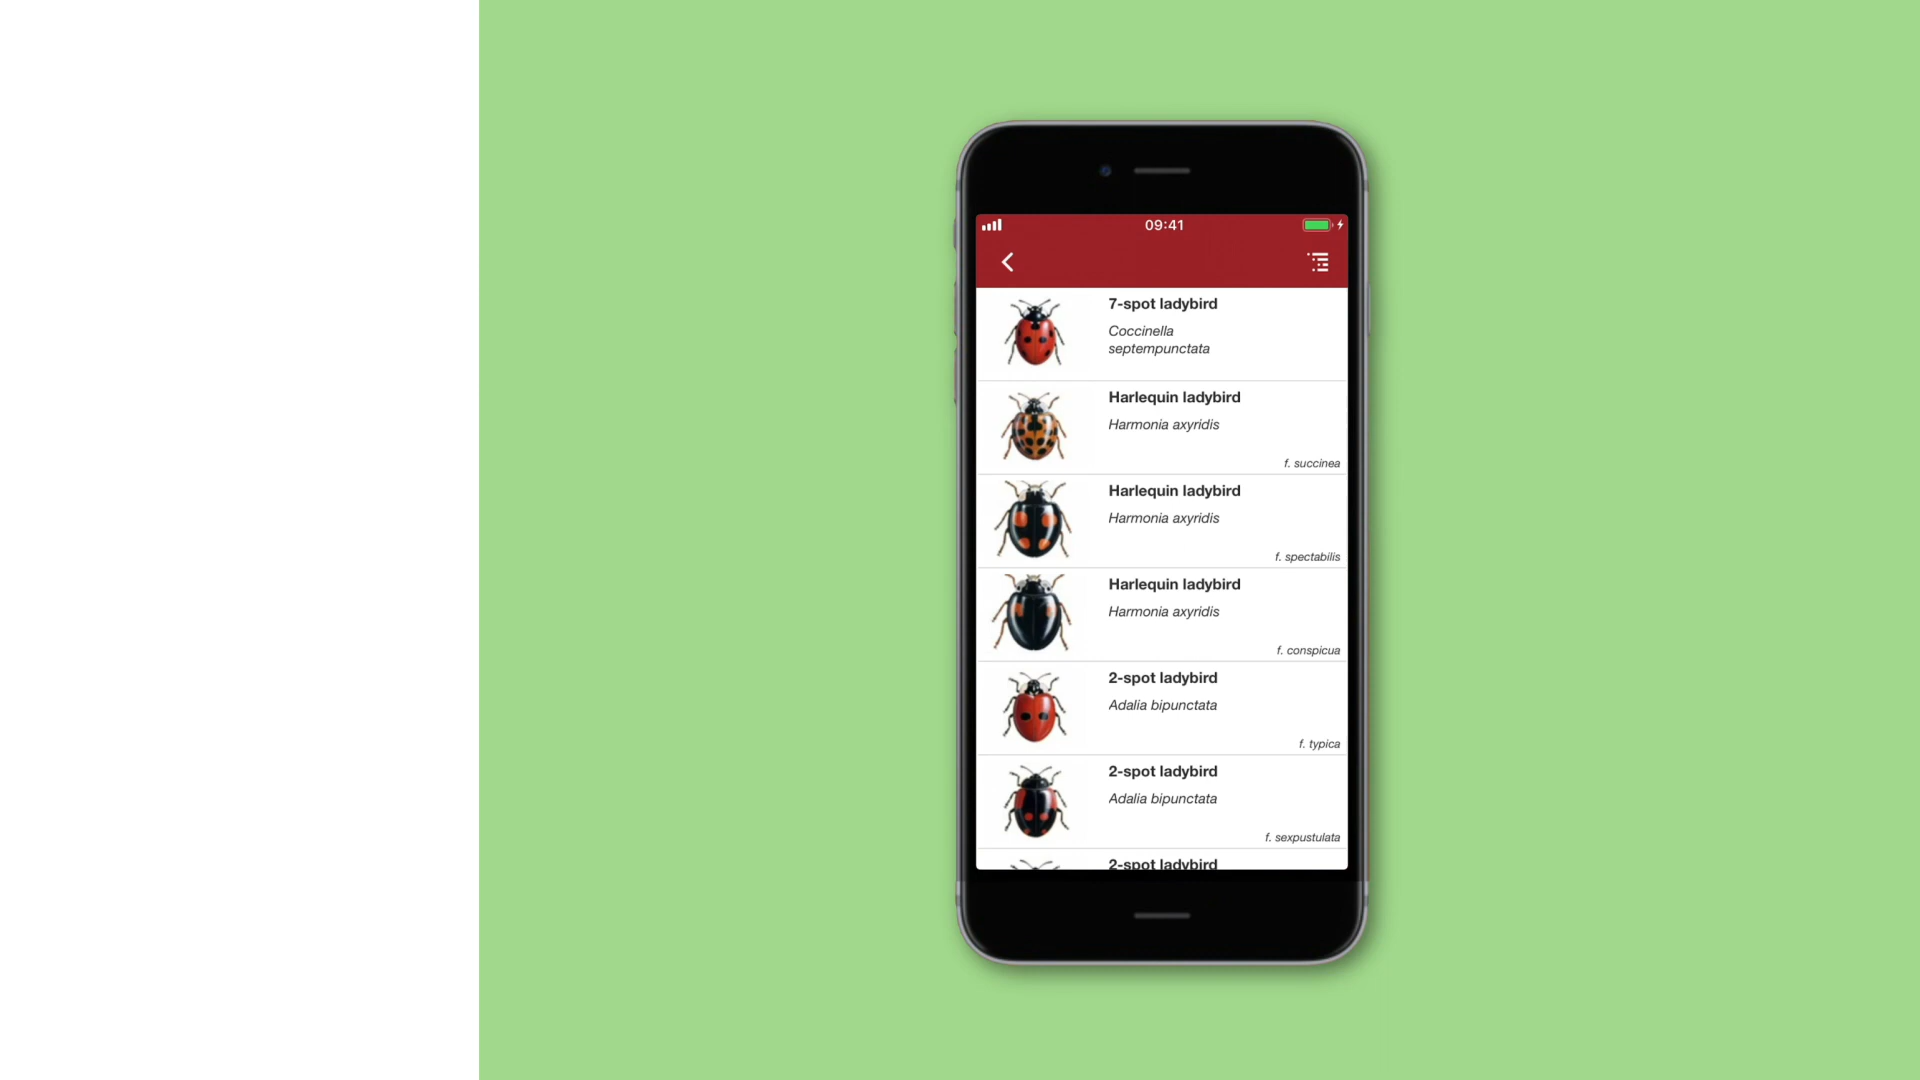 09:41
7-spot ladybird
Coccinella
septempunctata
Harlequin ladybird
Harmonia axyridis
f. succinea
Harlequin ladybird
Harmonia axyridis
f. spectabilis
Harlequin ladybird
Harmonia axyridis
f. conspicua
2-spot ladybird
Adalia bipunctata
f. typica
2-spot ladybird
Adalia bipunctata
f. sexpustulata
2-spot ladybird